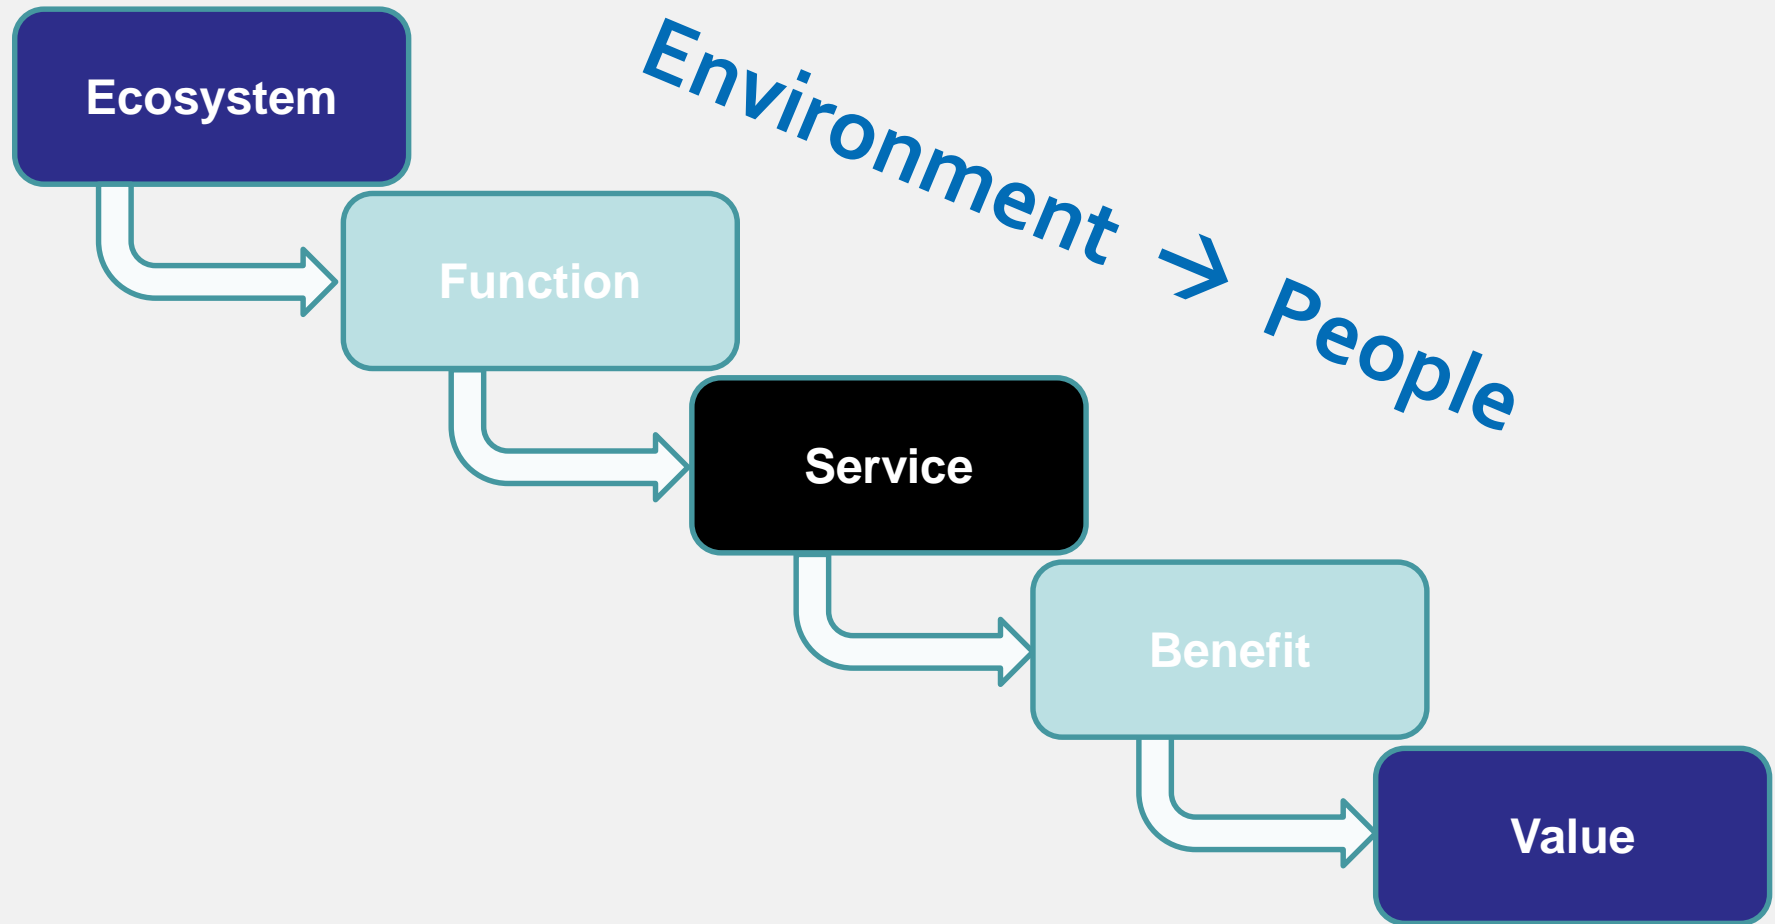 Ecosystem
Environment → People
Function
Service
Benefit
Value